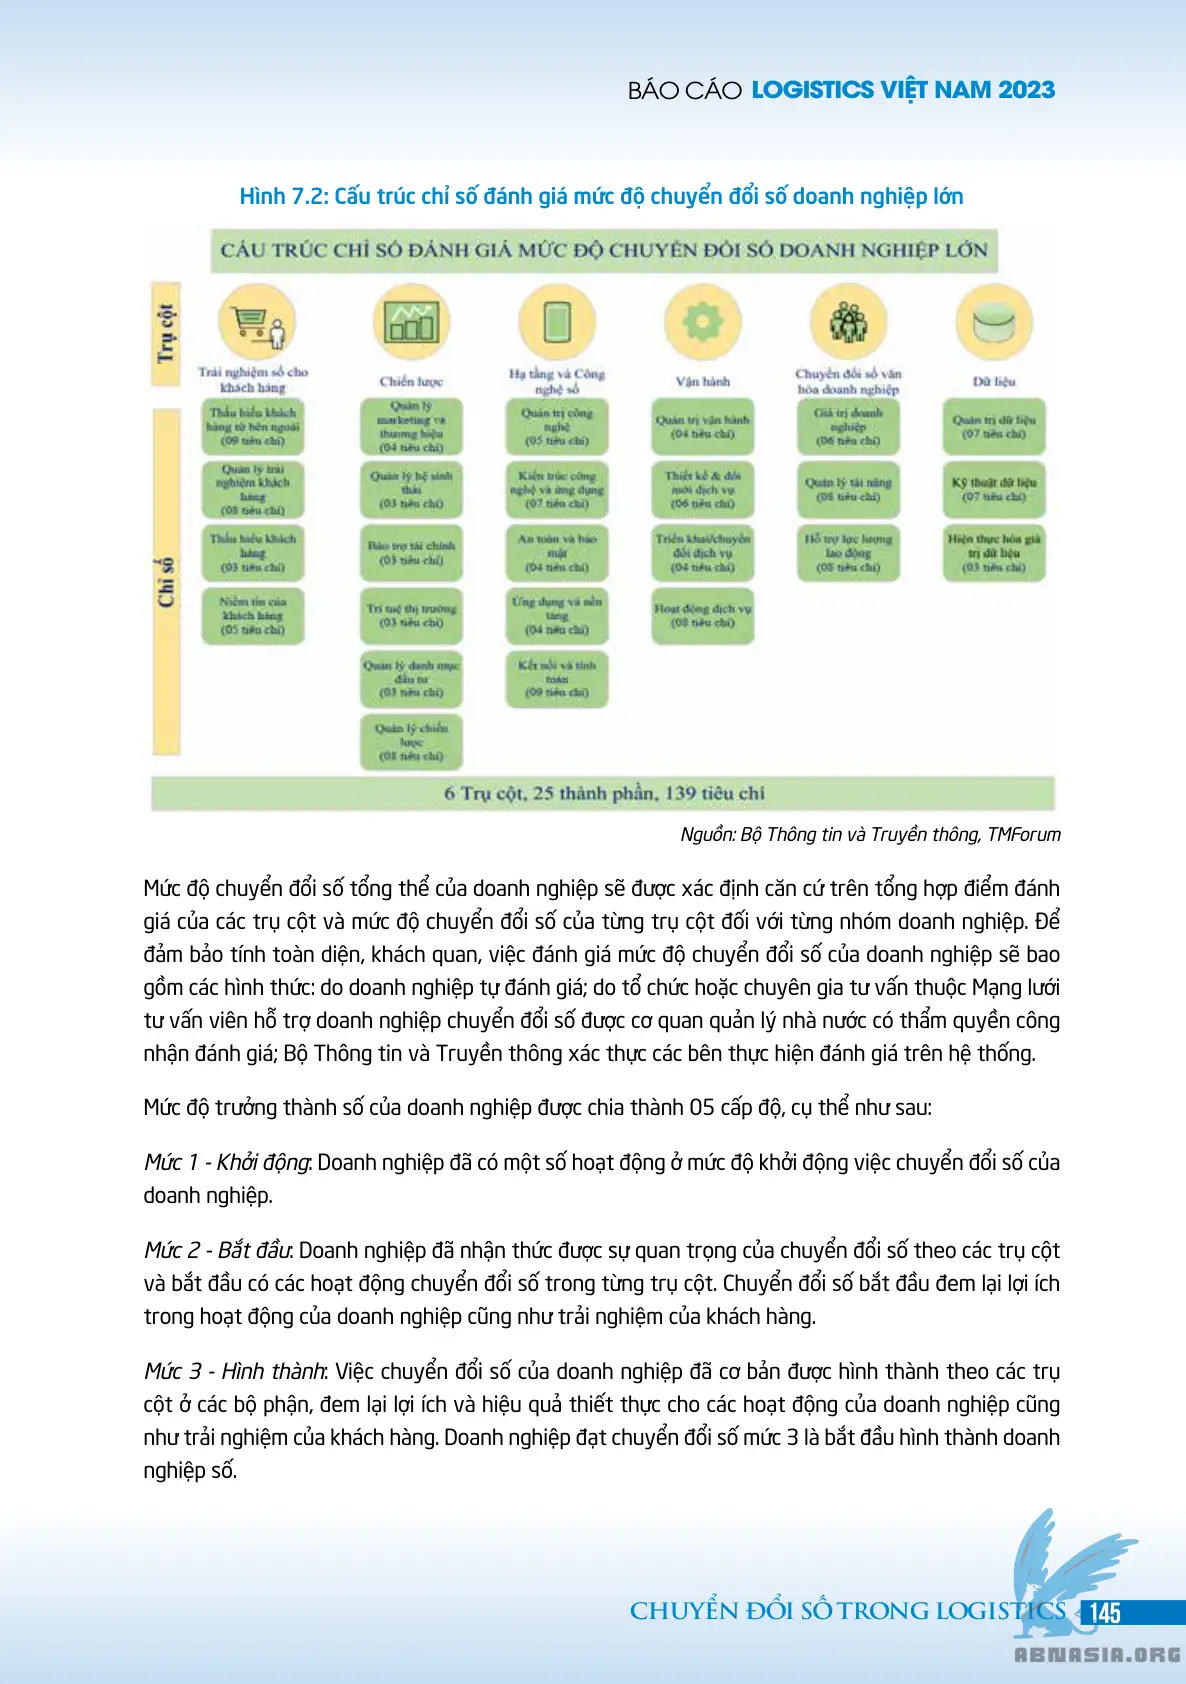 BÁO CÁO LOGISTICS VIỆT NAM 2023
Hình 7.2: Cấu trúc chỉ số đánh giá mức độ chuyển đổi số doanh nghiệp lớn
CẤU TRÚC CHỈ SỐ ĐÁNH GIÁ MỨC ĐỘ CHUYỂN ĐỔI SỐ DOANH NGHIỆP LỚN
Trụ cột
Trải nghiệm số cho
khách hàng
Chiến lược
Hạ tầng và Công
nghệ số
Vận hành
Chuyển đổi số văn
hóa doanh nghiệp
Dữ liệu
Chỉ số
Thấu hiểu khách
hàng từ bên ngoài
(09 tiêu chí)
Quản lý trải
nghiệm khách
hàng
(08 tiêu chí)
Thấu hiểu khách
hàng
(03 tiêu chí)
Niềm tin của
khách hàng
(05 tiêu chí)
Quản lý
marketing và
thương hiệu
(04 tiêu chí)
Quản lý hệ sinh
thái
(03 tiêu chí)
Bảo trợ tài chính
(03 tiêu chí)
Trí tuệ thị trường
(03 tiêu chí)
Quản lý danh mục
đầu tư
(03 tiêu chí)
Quản lý chiến
lược
(08 tiêu chí)
Quản trị công
nghệ
(05 tiêu chí)
Kiến trúc công
nghệ và ứng dụng
(07 tiêu chí)
An toàn và bảo
mật
(04 tiêu chí)
Ứng dụng và nền
tảng
(04 tiêu chí)
Kết nối và tính
toán
(09 tiêu chí)
Quản trị vận hành
(04 tiêu chí)
Thiết kế & đổi
mới dịch vụ
(06 tiêu chí)
Triển khai/chuyển
đổi dịch vụ
(04 tiêu chí)
Hoạt động dịch vụ
(08 tiêu chí)
Giá trị doanh
nghiệp
(06 tiêu chí)
Quản lý tài năng
(08 tiêu chí)
Hỗ trợ lực lượng
lao động
(08 tiêu chí)
Quản trị dữ liệu
(07 tiêu chí)
Kỹ thuật dữ liệu
(07 tiêu chí)
Hiện thực hóa giá
trị dữ liệu
(03 tiêu chí)
6 Trụ cột, 25 thành phần, 139 tiêu chí
Nguồn: Bộ Thông tin và Truyền thông, TMForum
Mức độ chuyển đổi số tổng thể của doanh nghiệp sẽ được xác định căn cứ trên tổng hợp điểm đánh
giá của các trụ cột và mức độ chuyển đổi số của từng trụ cột đối với từng nhóm doanh nghiệp. Để
đảm bảo tính toàn diện, khách quan, việc đánh giá mức độ chuyển đổi số của doanh nghiệp sẽ bao
gồm các hình thức: do doanh nghiệp tự đánh giá; do tổ chức hoặc chuyên gia tư vấn thuộc Mạng lưới
tư vấn viên hỗ trợ doanh nghiệp chuyển đổi số được cơ quan quản lý nhà nước có thẩm quyền công
nhận đánh giá; Bộ Thông tin và Truyền thông xác thực các bên thực hiện đánh giá trên hệ thống.
Mức độ trưởng thành số của doanh nghiệp được chia thành 05 cấp độ, cụ thể như sau:
Mức 1 - Khởi động: Doanh nghiệp đã có một số hoạt động ở mức độ khởi động việc chuyển đổi số của
doanh nghiệp.
Mức 2 - Bắt đầu: Doanh nghiệp đã nhận thức được sự quan trọng của chuyển đổi số theo các trụ cột
và bắt đầu có các hoạt động chuyển đổi số trong từng trụ cột. Chuyển đổi số bắt đầu đem lại lợi ích
trong hoạt động của doanh nghiệp cũng như trải nghiệm của khách hàng.
Mức 3 - Hình thành: Việc chuyển đổi số của doanh nghiệp đã cơ bản được hình thành theo các trụ
cột ở các bộ phận, đem lại lợi ích và hiệu quả thiết thực cho các hoạt động của doanh nghiệp cũng
như trải nghiệm của khách hàng. Doanh nghiệp đạt chuyển đổi số mức 3 là bắt đầu hình thành doanh
nghiệp số.
CHUYỂN ĐỔI SỐ TRONG LOGISTICS 145
ABNASIA.ORG